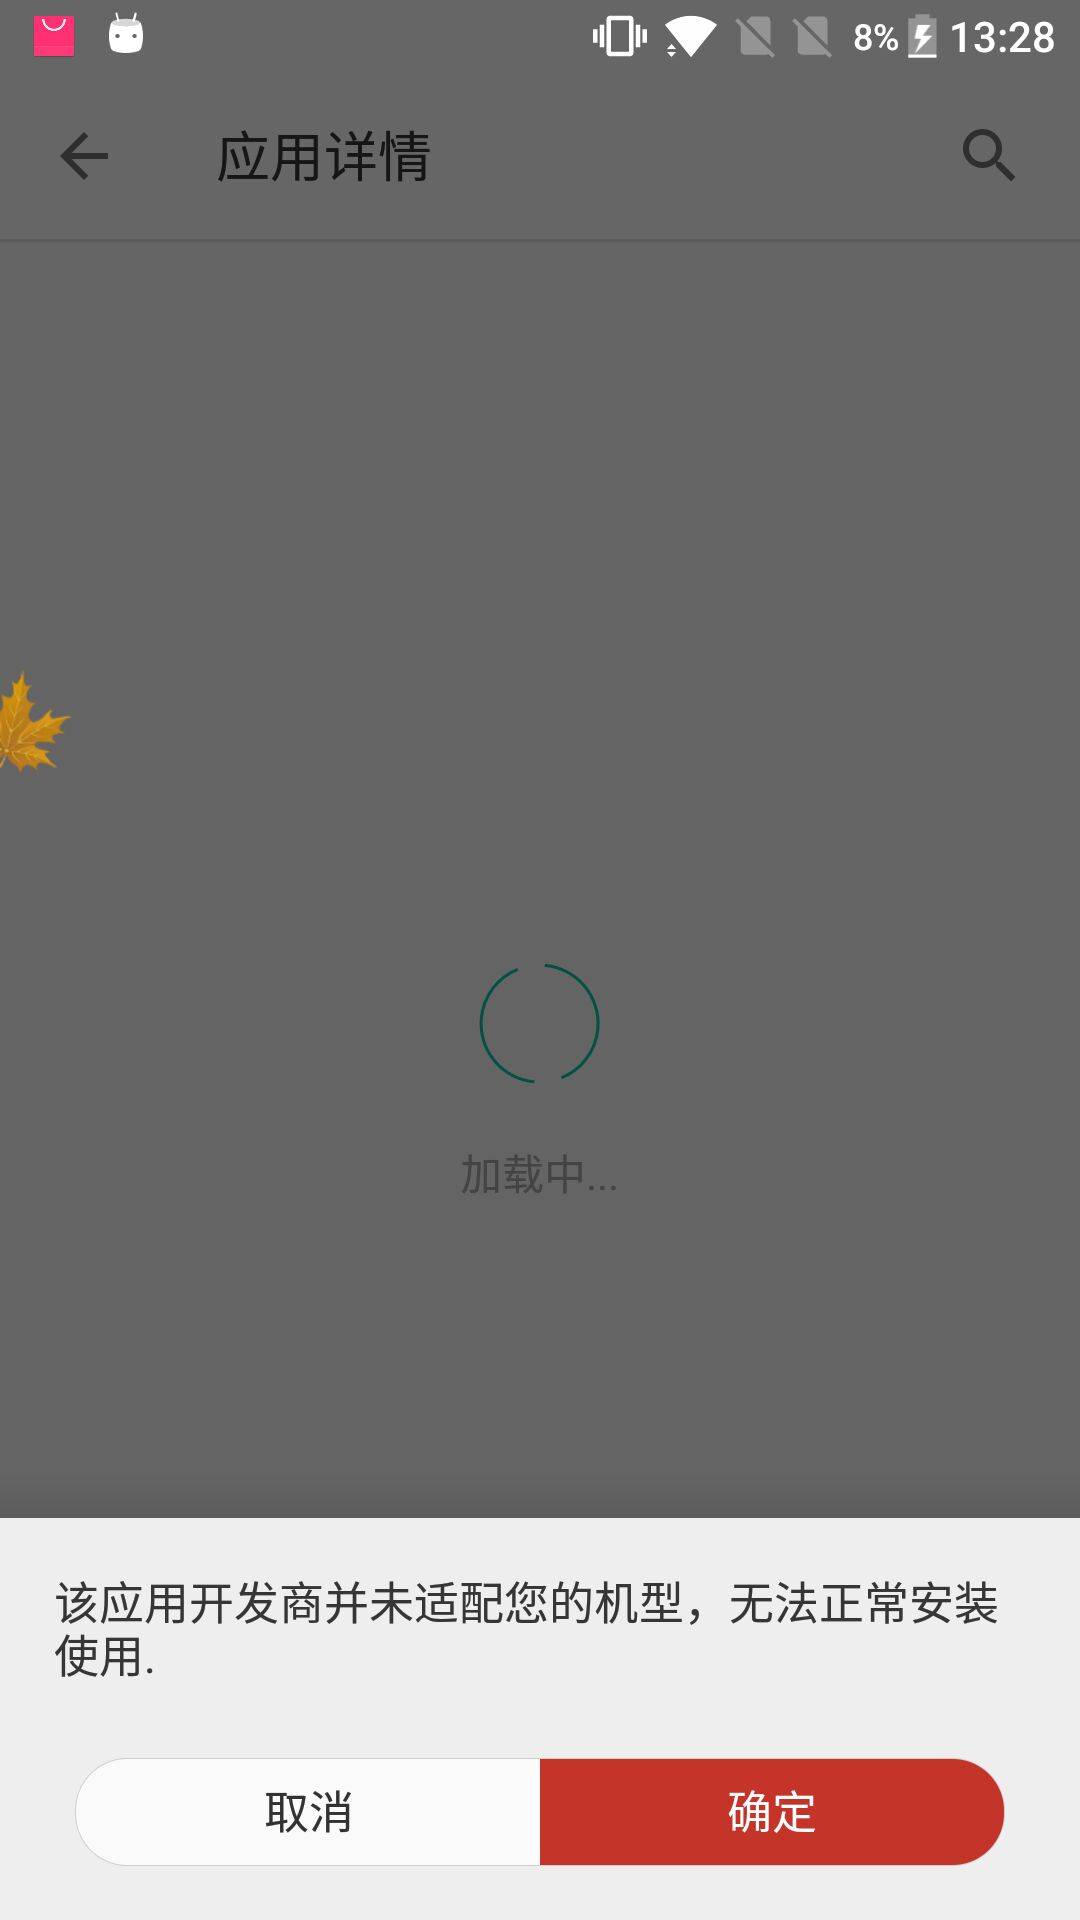 8% 13:28
应用详情
加载中...
该应用开发商并未适配您的机型，无法正常安装
使用.
取消 确定